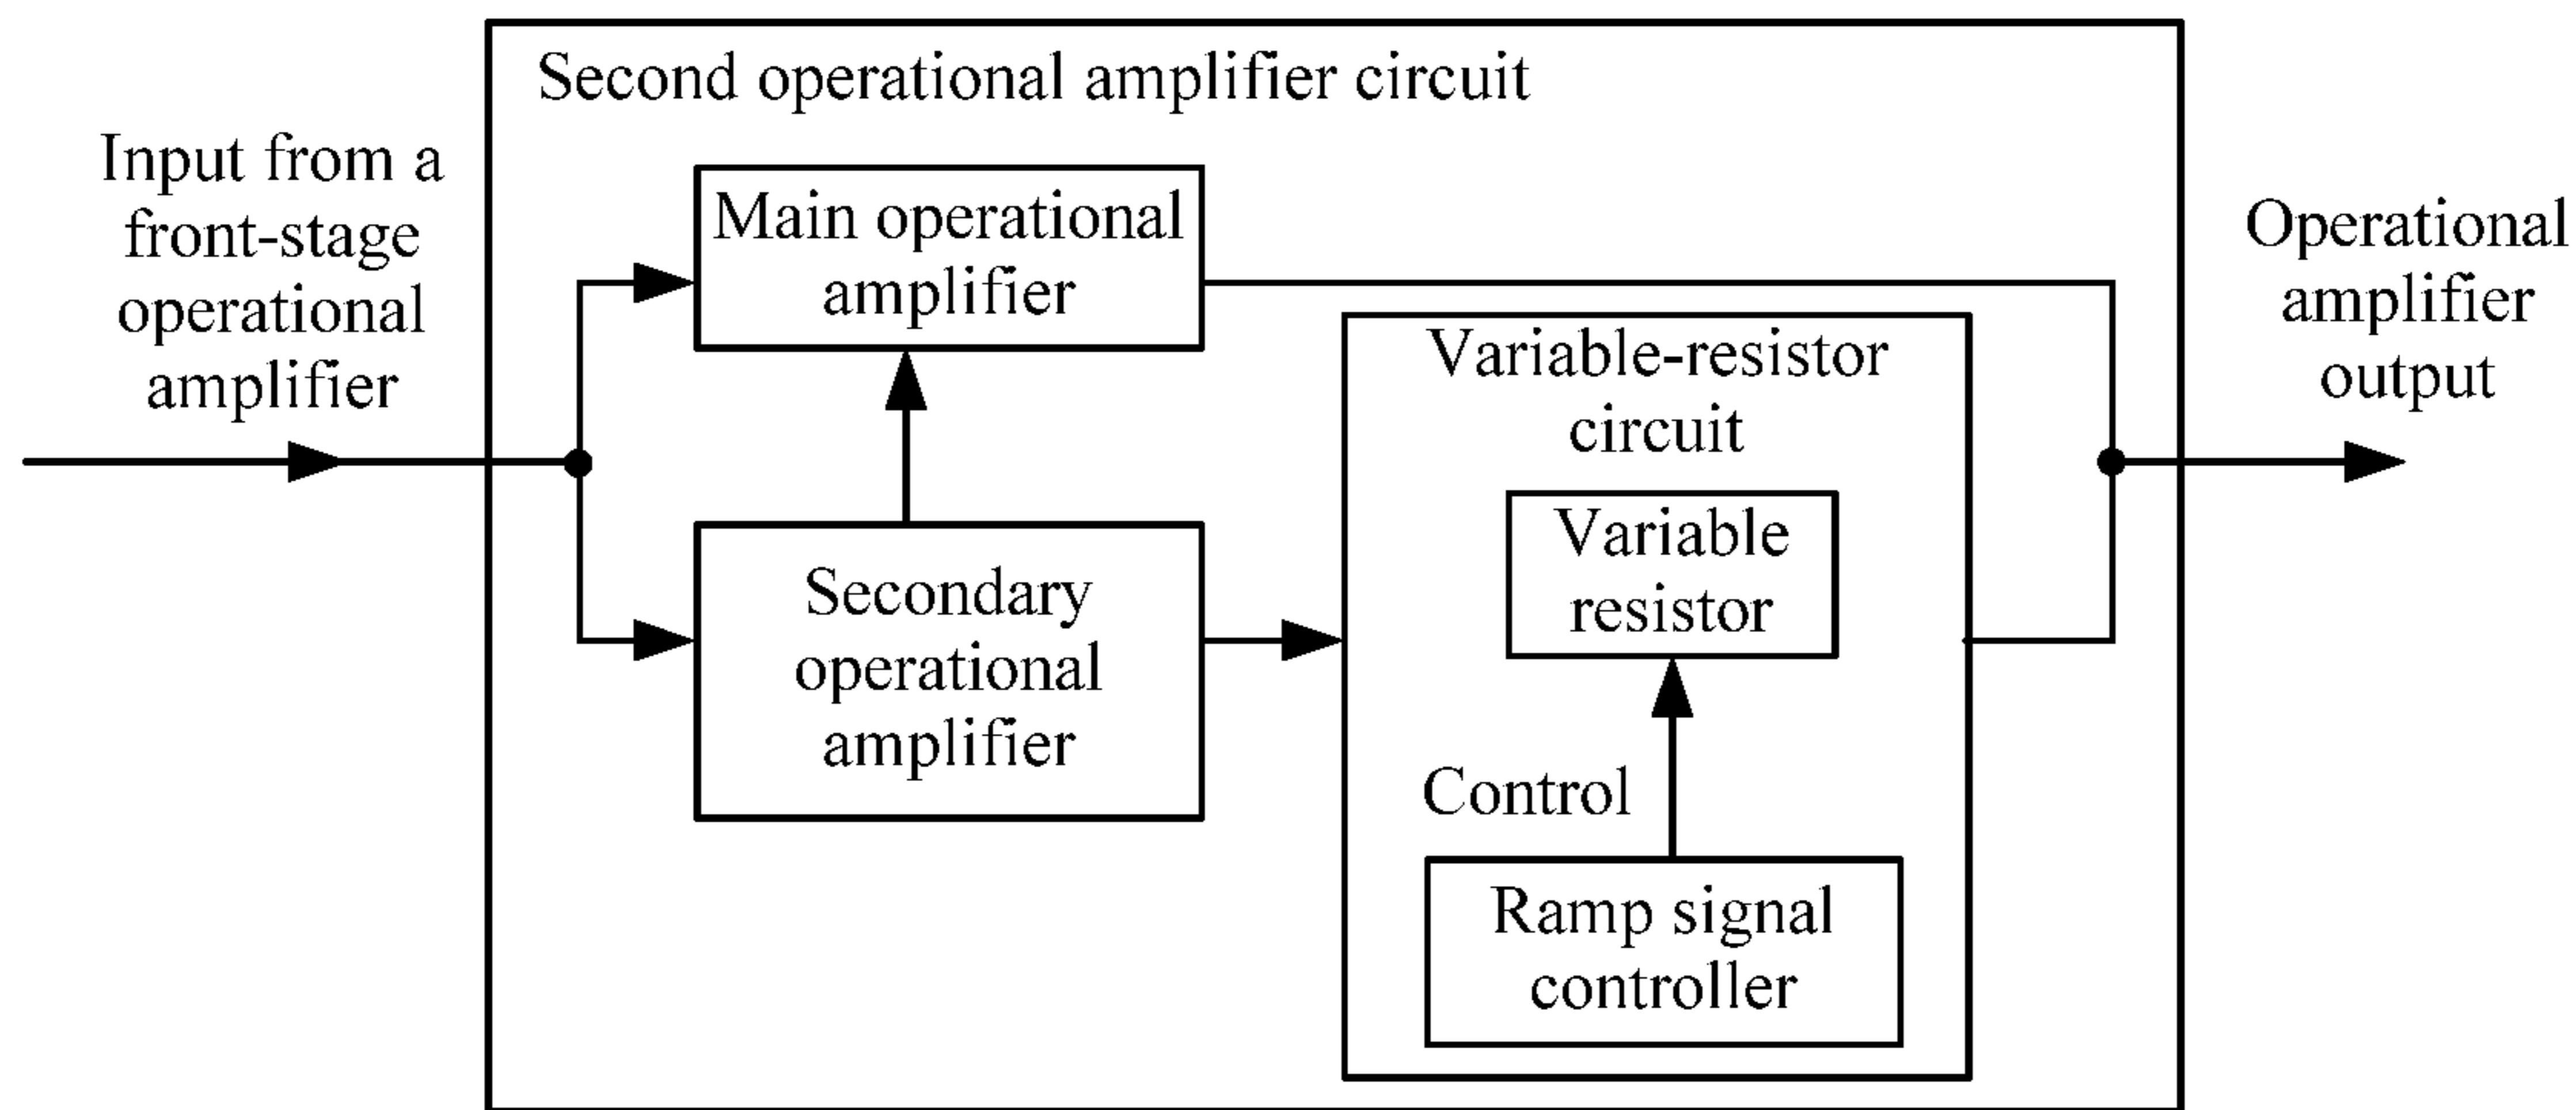 Second operational amplifier circuit
Input from a
front-stage
operational
amplifier
Main operational
amplifier
Operational
amplifier
output
Variable-resistor
circuit
Variable
resistor
Secondary
operational
amplifier
Control
Ramp signal
controller